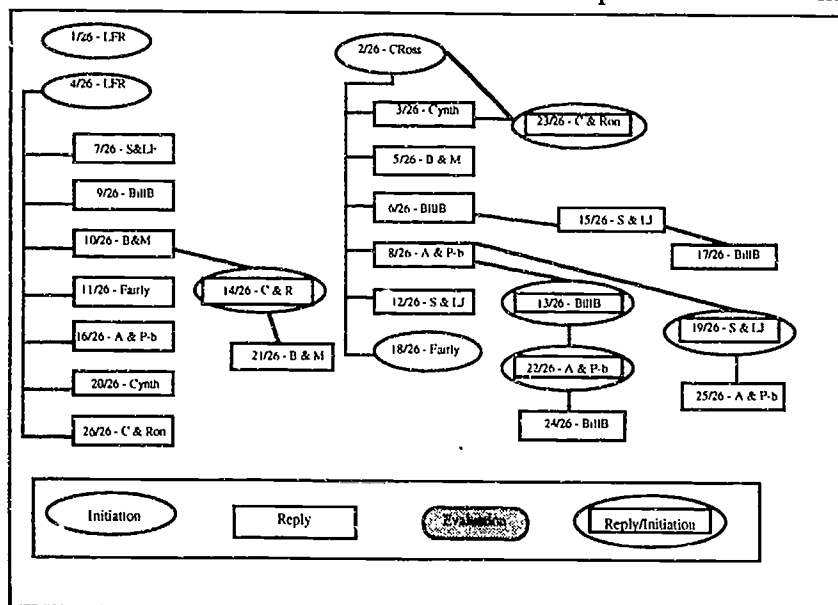 1/26 - LFR
4/26 - LFR
7/26 - S&LJ
9/26 - BillB
10/26 - B&M
14/26 - C & R
11/26 - Fairly
16/26 - A & P-b
21/26 - B & M
20/26 - Cynth
26/26 - C & Ron
2/26 - CRoss
3/26 - Cynth
23/26 - C & Ron
5/26 - B & M
6/26 - BillB
15/26 - S & LJ
17/26 - BillB
8/26 - A & P-b
12/26 - S & LJ
13/26 - BillB
19/26 - S & LJ
18/26 - Fairly
22/26 - A & P-b
25/26 - A & P-b
24/26 - BillB
Initiation
Reply
Evaluation
Reply/Initiation